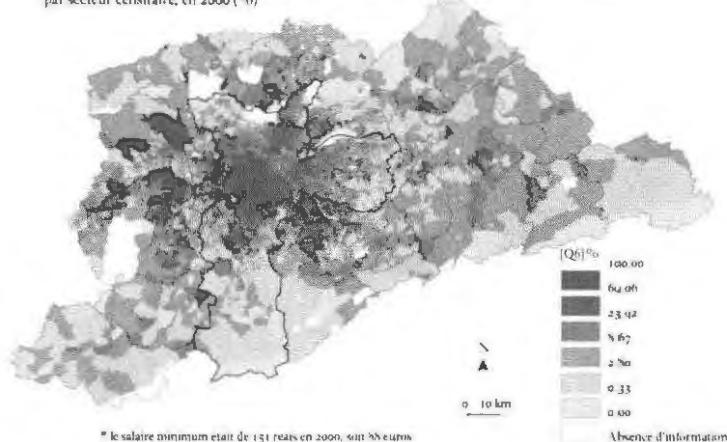 par secteur censitaire, en 2000 (%)
[Q6]%
100.00
69.06
23.92
8.67
2.80
0.33
0.00
0 10 km
Absence d'information
* le salaire minimum était de 151 reais en 2000, soit 88 euros